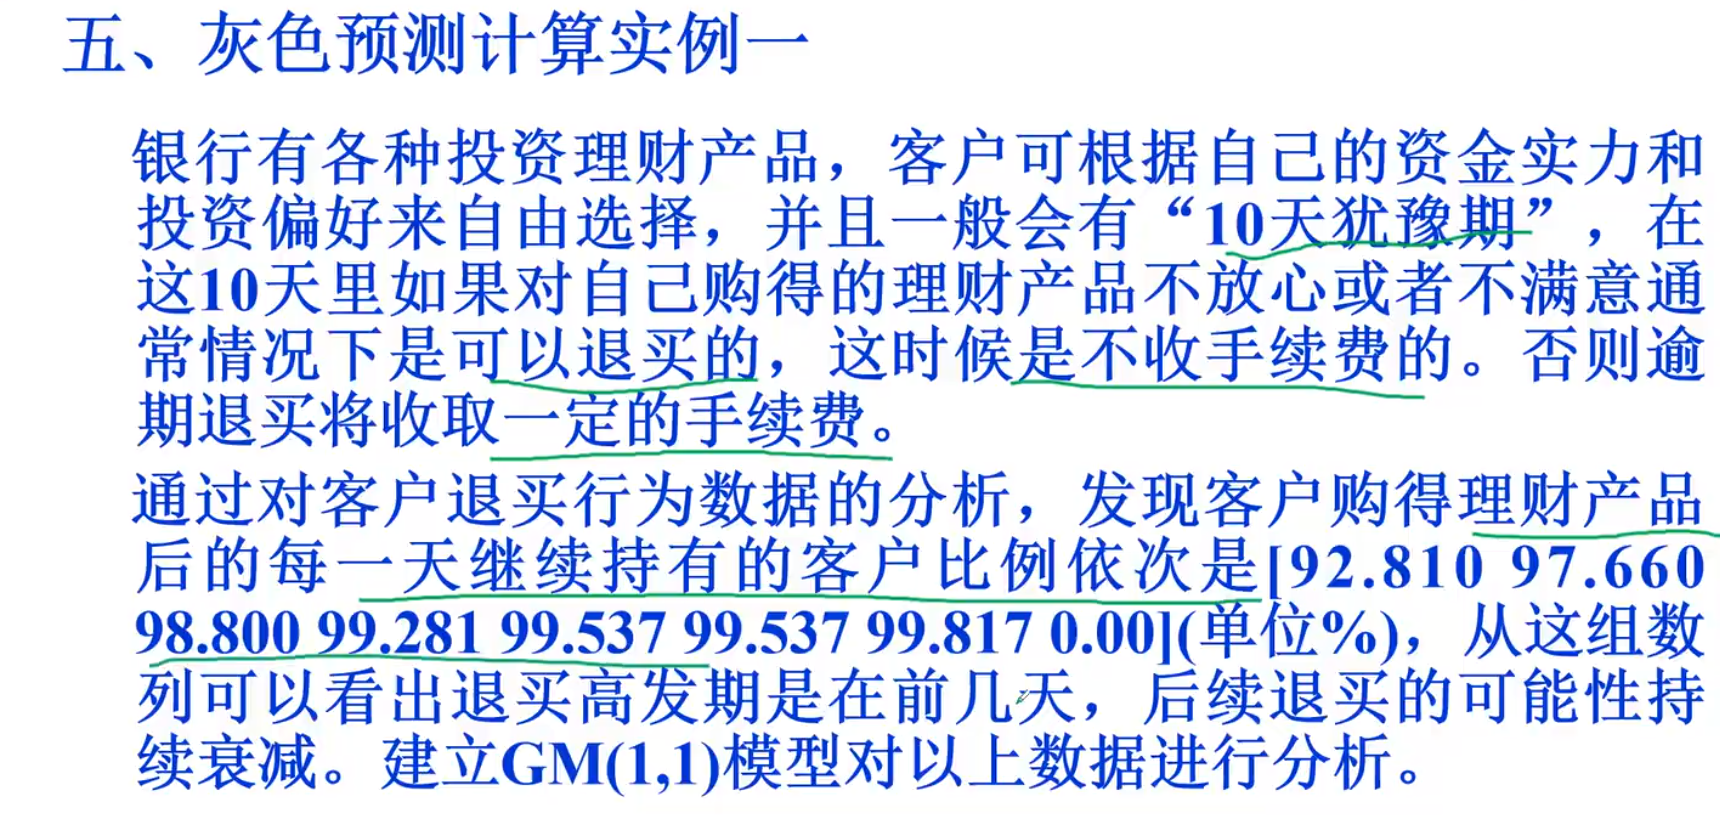 五、灰色预测计算实例一
银行有各种投资理财产品，客户可根据自己的资金实力和
投资偏好来自由选择，并且一般会有“10天犹豫期”，在
这10天里如果对自己购得的理财产品不放心或者不满意通
常情况下是可以退买的，这时候是不收手续费的。否则逾
期退买将收取一定的手续费。
通过对客户退买行为数据的分析，发现客户购得理财产品
后的每一天继续持有的客户比例依次是[92.810 97.660
98.800 99.281 99.537 99.537 99.817 0.00](单位%)，从这组数
列可以看出退买高发期是在前几天，后续退买的可能性持
续衰减。建立GM(1,1)模型对以上数据进行分析。